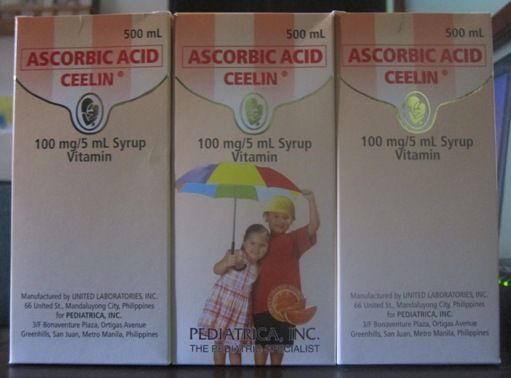 500 mL
ASCORBIC ACID
CEELIN®
100 mg/5 mL Syrup
Vitamin
Manufactured by UNITED LABORATORIES, INC.
66 United St., Mandaluyong City, Philippines
for PEDIATRICA, INC.
3/F Bonaventure Plaza, Ortigas Avenue
Greenhills, San Juan, Metro Manila, Philippines
500 mL
ASCORBIC ACID
CEELIN®
100 mg/5 mL Syrup
Vitamin
PEDIATRICA, INC.
THE PEDIATRIC SPECIALIST
500 mL
ASCORBIC ACID
CEELIN®
100 mg/5 mL Syrup
Vitamin
Manufactured by UNITED LABORATORIES, INC.
66 United St., Mandaluyong City, Philippines
for PEDIATRICA, INC.
3/F Bonaventure Plaza, Ortigas Avenue
Greenhills, San Juan, Metro Manila, Philippines